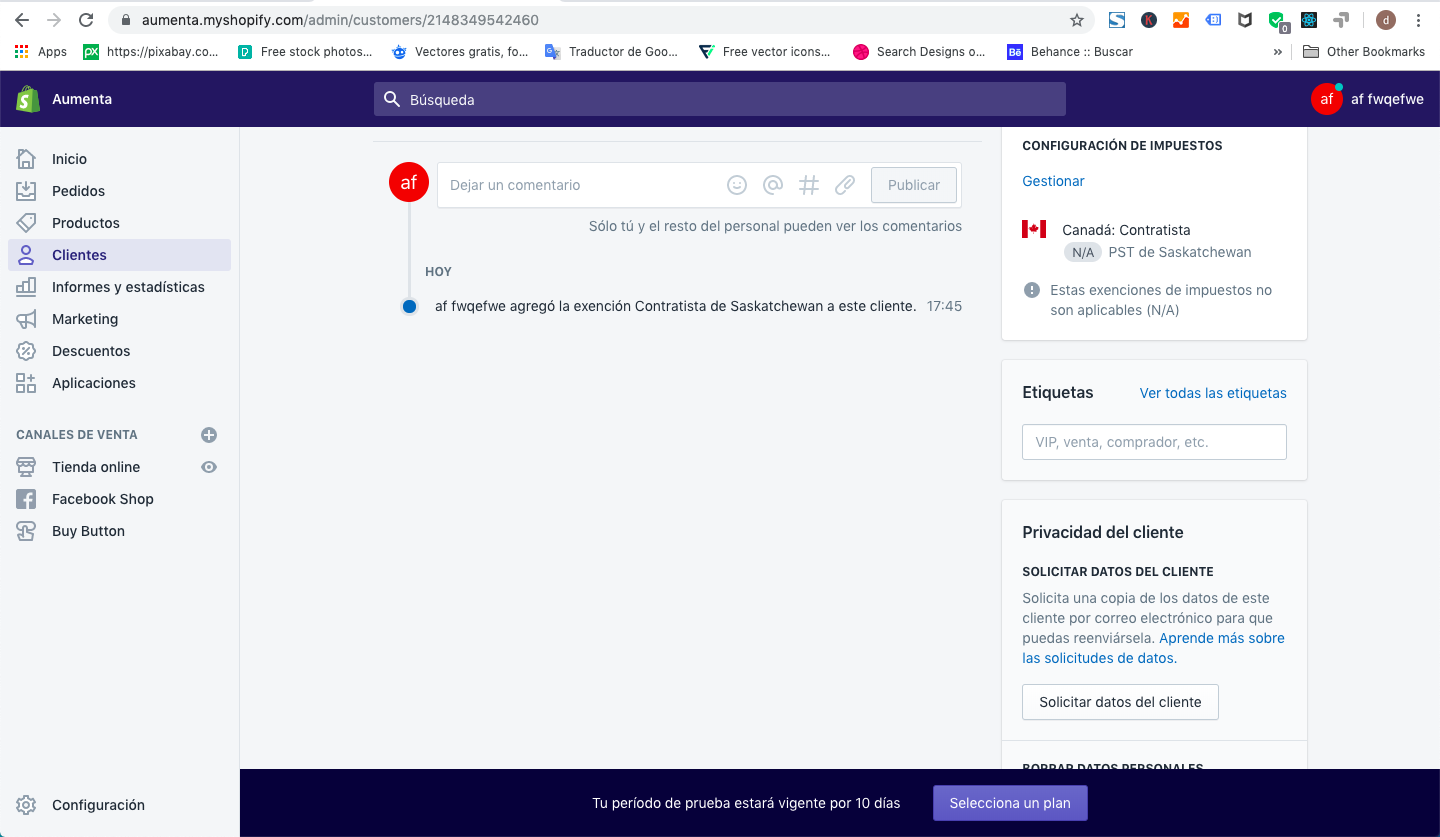 aumenta.myshopify.com/admin/customers/2148349542460
K
0
d
Apps
PX
https://pixabay.co...
Free stock photos...
Vectores gratis, fo...
Traductor de Goo...
Free vector icons...
Search Designs o...
Bē
Behance :: Buscar
»
Other Bookmarks
Aumenta
Búsqueda
af
af fwqefwe
Inicio
Pedidos
Productos
Clientes
Informes y estadísticas
Marketing
Descuentos
Aplicaciones
CANALES DE VENTA
Tienda online
Facebook Shop
Buy Button
Configuración
af
Dejar un comentario
Publicar
Sólo tú y el resto del personal pueden ver los comentarios
HOY
af fwqefwe agregó la exención Contratista de Saskatchewan a este cliente. 17:45
CONFIGURACIÓN DE IMPUESTOS
Gestionar
Canadá: Contratista
N/A PST de Saskatchewan
Estas exenciones de impuestos no
son aplicables (N/A)
Etiquetas
Ver todas las etiquetas
VIP, venta, comprador, etc.
Privacidad del cliente
SOLICITAR DATOS DEL CLIENTE
Solicita una copia de los datos de este
cliente por correo electrónico para que
puedas reenviársela. Aprende más sobre
las solicitudes de datos.
Solicitar datos del cliente
BORRAR DATOS PERSONALES
Tu período de prueba estará vigente por 10 días
Selecciona un plan